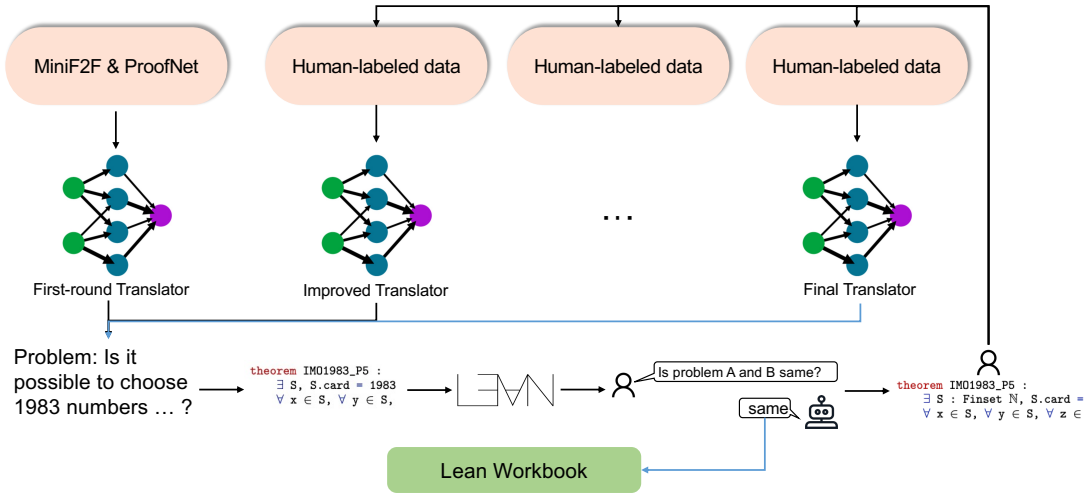 MiniF2F & ProofNet
Human-labeled data
Human-labeled data
Human-labeled data
...
First-round Translator
Improved Translator
Final Translator
Problem: Is it
possible to choose
1983 numbers ... ?
theorem IMO1983_P5 :
∃ S, S.card = 1983
∀ x ∈ S, ∀ y ∈ S,
L∃∀N
Is problem A and B same?
same
theorem IMO1983_P5 :
∃ S : Finset ℕ, S.card =
∀ x ∈ S, ∀ y ∈ S, ∀ z ∈
Lean Workbook